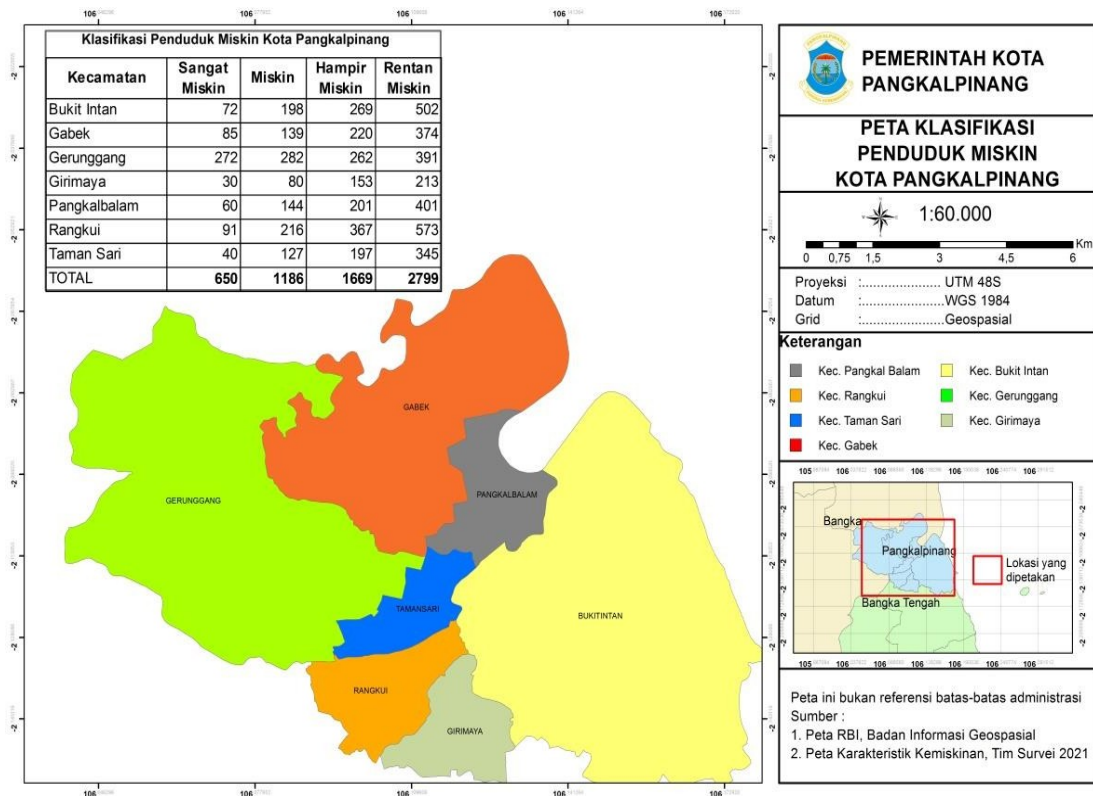 Klasifikasi Penduduk Miskin Kota Pangkalpinang
Kecamatan Sangat Miskin Miskin Hampir Miskin Rentan Miskin
Bukit Intan 72 198 269 502
Gabek 85 139 220 374
Gerunggang 272 282 262 391
Girimaya 30 80 153 213
Pangkalbalam 60 144 201 401
Rangkui 91 216 367 573
Taman Sari 40 127 197 345
TOTAL 650 1186 1669 2799
GABEK
PANGKALBALAM
GERUNGGANG
TAMANSARI
BUKITINTAN
RANGKUI
GIRIMAYA
PEMERINTAH KOTA
PANGKALPINANG
PETA KLASIFIKASI
PENDUDUK MISKIN
KOTA PANGKALPINANG
1:60.000
0 0,75 1,5 3 4,5 6 Km
Proyeksi :..................... UTM 48S
Datum :.....................WGS 1984
Grid :.....................Geospasial
Keterangan
Kec. Pangkal Balam Kec. Bukit Intan
Kec. Rangkui Kec. Gerunggang
Kec. Taman Sari Kec. Girimaya
Kec. Gabek
Bangka
Pangkalpinang
Bangka Tengah
Lokasi yang
dipetakan
Peta ini bukan referensi batas-batas administrasi
Sumber :
1. Peta RBI, Badan Informasi Geospasial
2. Peta Karakteristik Kemiskinan, Tim Survei 2021